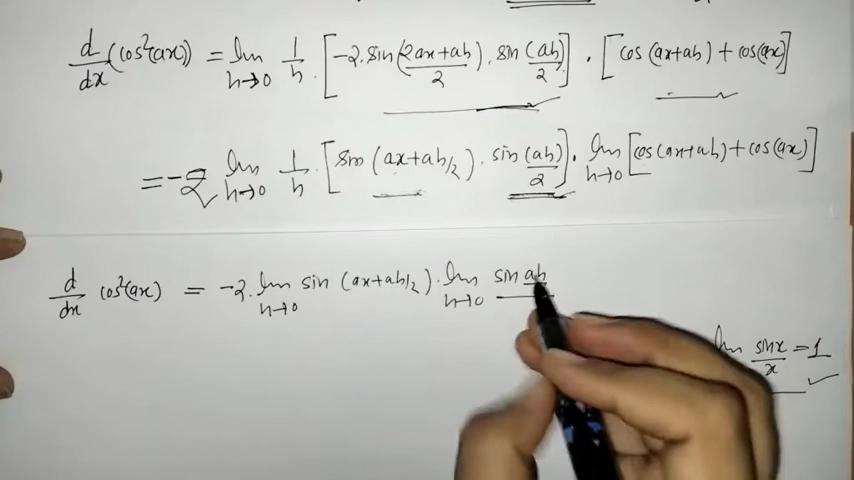 d/dx (cos²(ax)) = lim h→0 1/h . [-2.sin(2ax+ah)/2 . sin(ah)/2] . [cos(ax+ah)+cos(ax)]
= -2 lim h→0 1/h . [sin(ax+ah/2) . sin(ah)/2] . lim h→0 [cos(ax+ah)+cos(ax)]
d/dx cos²(ax) = -2. lim h→0 sin(ax+ah/2) . lim h→0 sin ah
sinx/x = 1